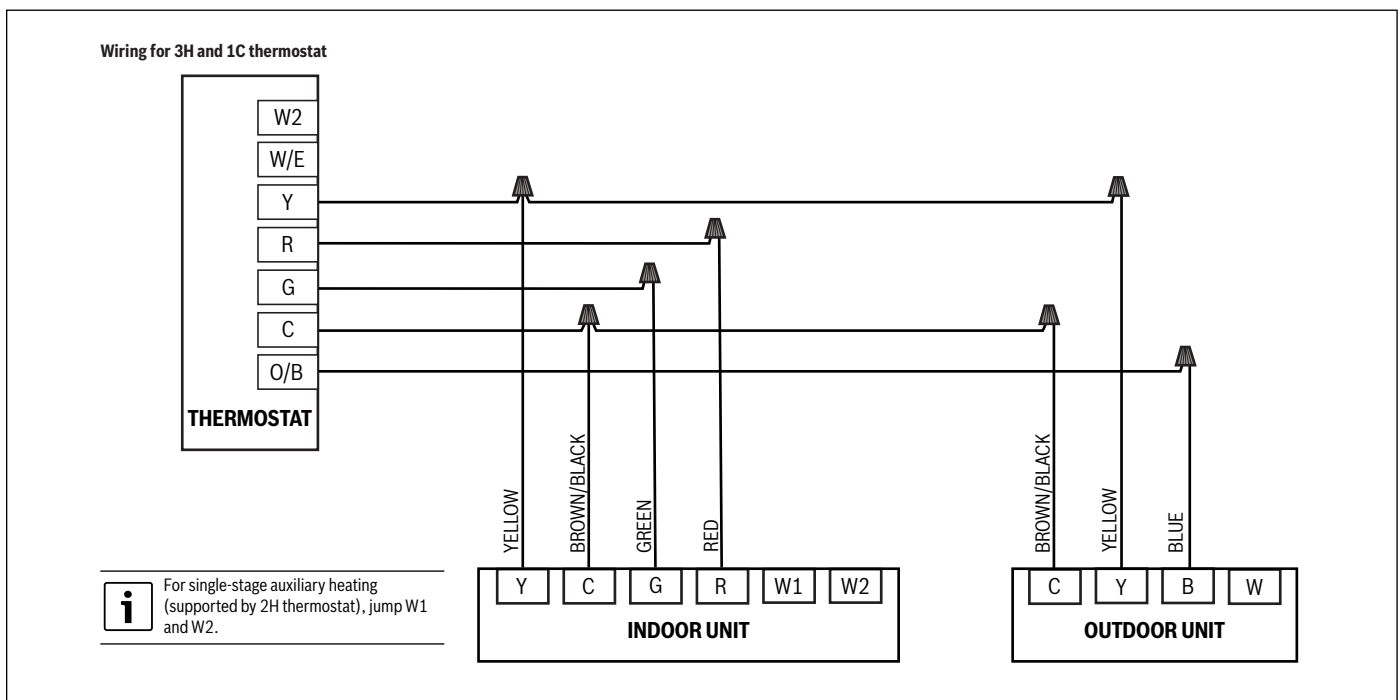 Wiring for 3H and 1C thermostat
W2
W/E
Y
R
G
C
O/B
THERMOSTAT
YELLOW
BROWN/BLACK
GREEN
RED
BROWN/BLACK
YELLOW
BLUE
i
For single-stage auxiliary heating
(supported by 2H thermostat), jump W1
and W2.
Y C G R W1 W2
INDOOR UNIT
C Y B W
OUTDOOR UNIT